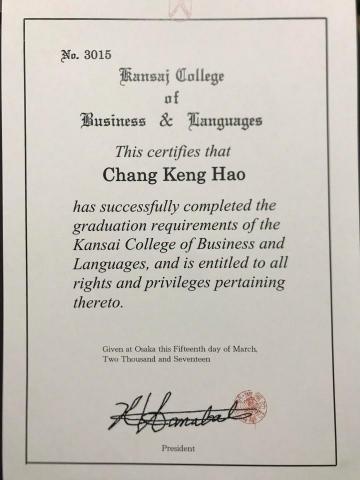 No. 3015
Kansai College
of
Business & Languages
This certifies that
Chang Keng Hao
has successfully completed the
graduation requirements of the
Kansai College of Business and
Languages, and is entitled to all
rights and privileges pertaining
thereto.
Given at Osaka this Fifteenth day of March,
Two Thousand and Seventeen
President